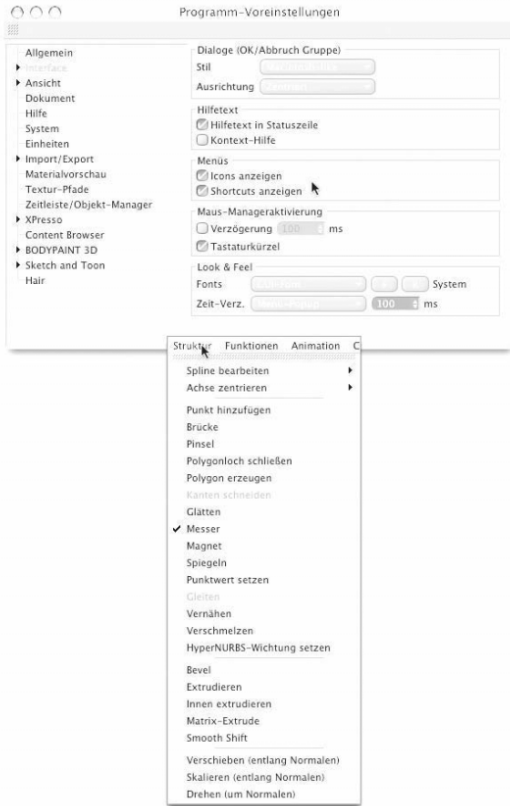 Programm-Voreinstellungen
Allgemein
Interface
Ansicht
Dokument
Hilfe
System
Einheiten
Import/Export
Materialvorschau
Textur-Pfade
Zeitleiste/Objekt-Manager
XPresso
Content Browser
BODYPAINT 3D
Sketch and Toon
Hair
Dialoge (OK/Abbruch Gruppe)
Stil
Ausrichtung
Hilfetext
Hilfetext in Statuszeile
Kontext-Hilfe
Menüs
Icons anzeigen
Shortcuts anzeigen
Maus-Manageraktivierung
Verzögerung 100 ms
Tastaturkürzel
Look & Feel
Fonts System
Zeit-Verz. 100 ms
Struktur Funktionen Animation C
Spline bearbeiten
Achse zentrieren
Punkt hinzufügen
Brücke
Pinsel
Polygonloch schließen
Polygon erzeugen
Kanten schneiden
Glätten
Messer
Magnet
Spiegeln
Punktwert setzen
Gleiten
Vernähen
Verschmelzen
HyperNURBS-Wichtung setzen
Bevel
Extrudieren
Innen extrudieren
Matrix-Extrude
Smooth Shift
Verschieben (entlang Normalen)
Skalieren (entlang Normalen)
Drehen (um Normalen)